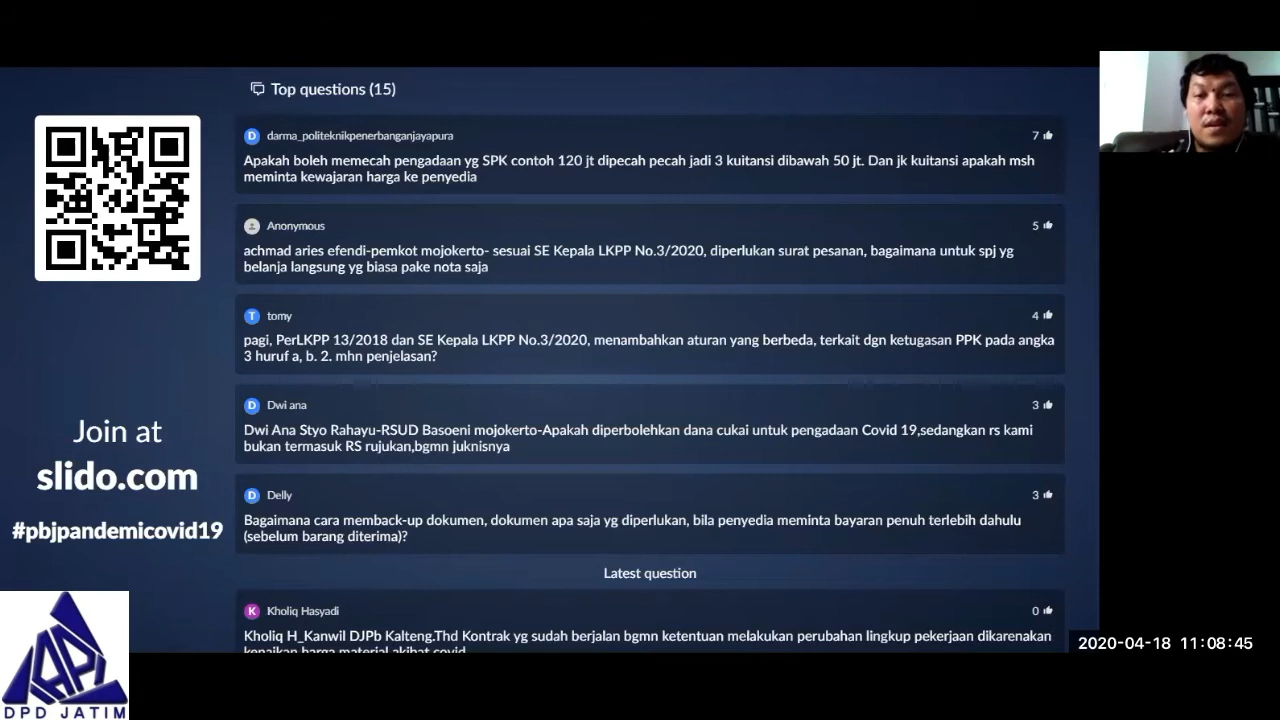 Top questions (15)
D darma_politeknikpenerbanganjayapura 7
Apakah boleh memecah pengadaan yg SPK contoh 120 jt dipecah pecah jadi 3 kuitansi dibawah 50 jt. Dan jk kuitansi apakah msh
meminta kewajaran harga ke penyedia
Anonymous 5
achmad aries efendi-pemkot mojokerto- sesuai SE Kepala LKPP No.3/2020, diperlukan surat pesanan, bagaimana untuk spj yg
belanja langsung yg biasa pake nota saja
T tomy 4
pagi, PerLKPP 13/2018 dan SE Kepala LKPP No.3/2020, menambahkan aturan yang berbeda, terkait dgn ketugasan PPK pada angka
3 huruf a, b. 2. mhn penjelasan?
D Dwi ana 3
Dwi Ana Styo Rahayu-RSUD Basoeni mojokerto-Apakah diperbolehkan dana cukai untuk pengadaan Covid 19,sedangkan rs kami
bukan termasuk RS rujukan,bgmn juknisnya
D Delly 3
Bagaimana cara memback-up dokumen, dokumen apa saja yg diperlukan, bila penyedia meminta bayaran penuh terlebih dahulu
(sebelum barang diterima)?
Latest question
K Kholiq Hasyadi 0
Kholiq H_Kanwil DJPb Kalteng.Thd Kontrak yg sudah berjalan bgmn ketentuan melakukan perubahan lingkup pekerjaan dikarenakan
kenaikan harga material akibat covid
Join at
slido.com
#pbjpandemicovid19
IAPI
DPD JATIM
2020-04-18 11:08:45